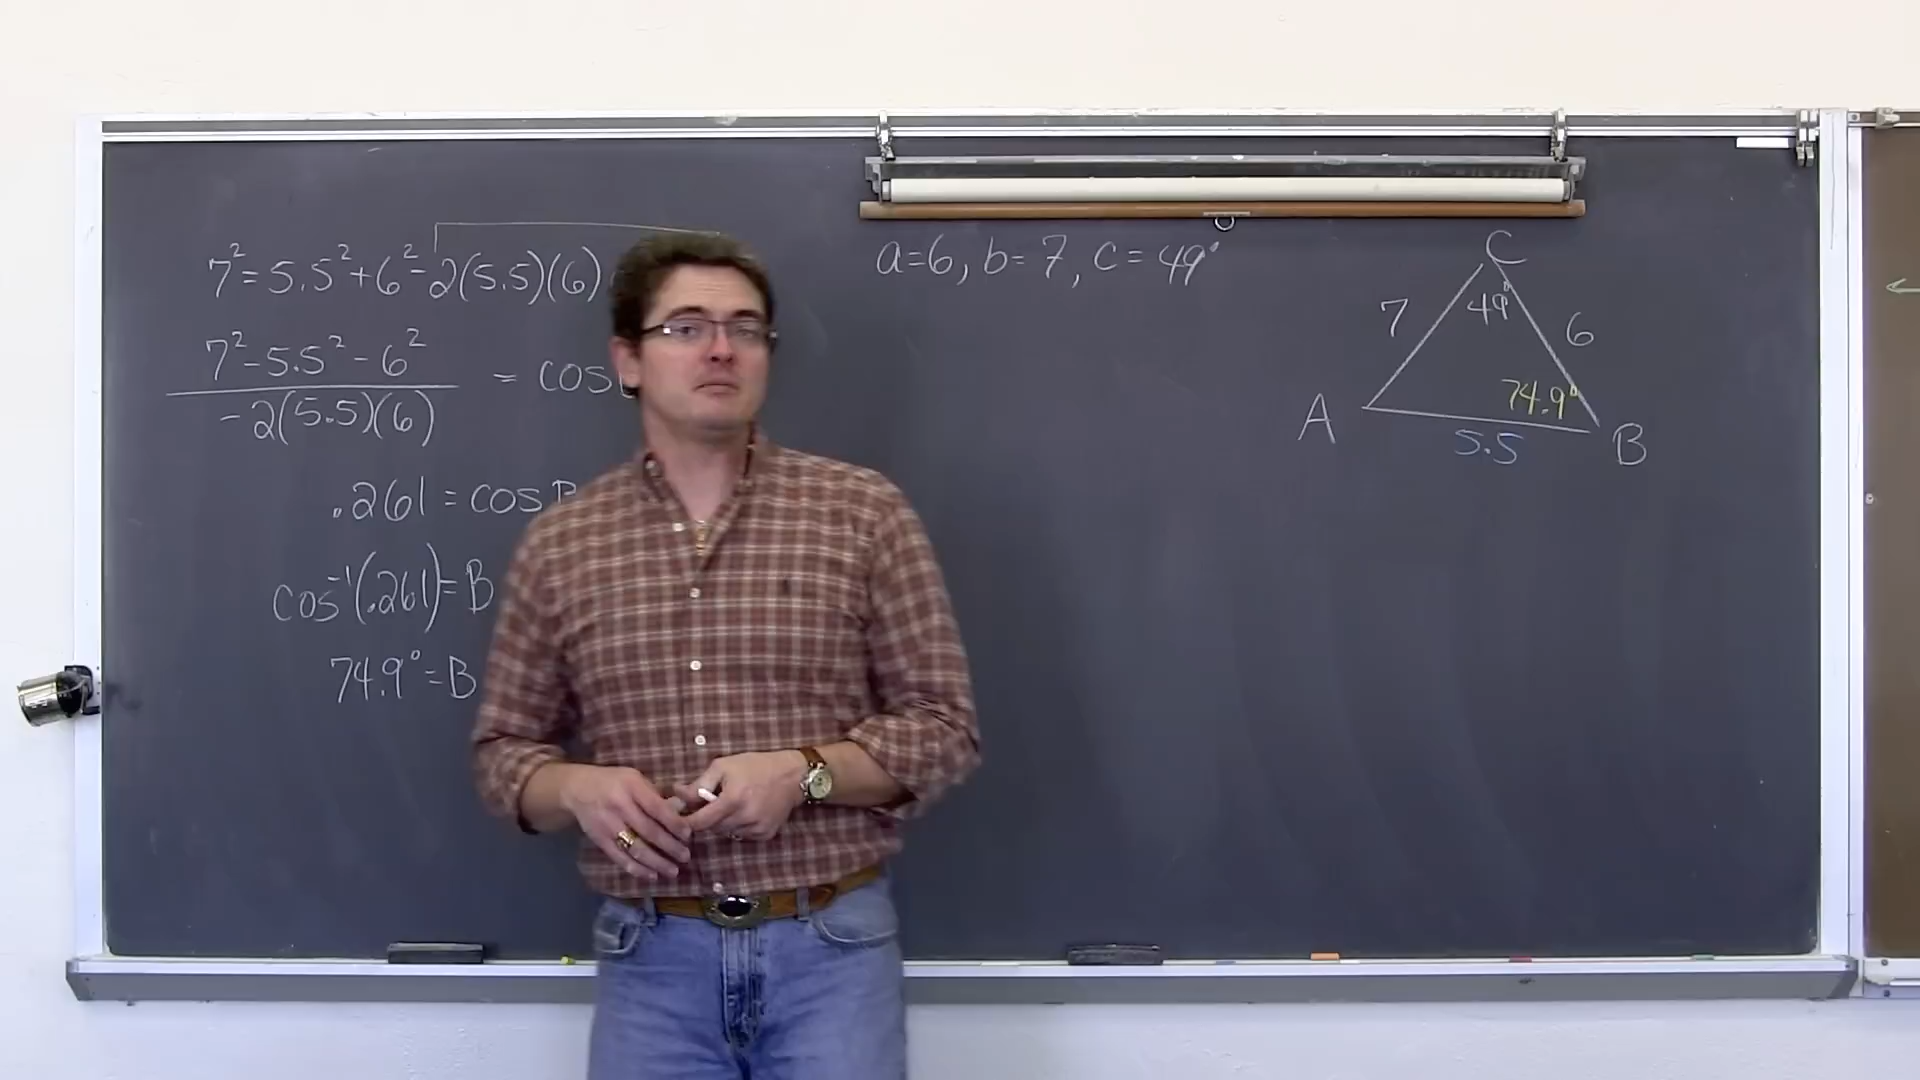 7²=5.5²+6²-2(5.5)(6)
7²-5.5²-6²
-2(5.5)(6)
= cos
.261 = cos B
cos⁻¹(.261)=B
74.9°=B
a=6, b=7, c=49°
C
7
49°
6
74.9°
A
5.5
B